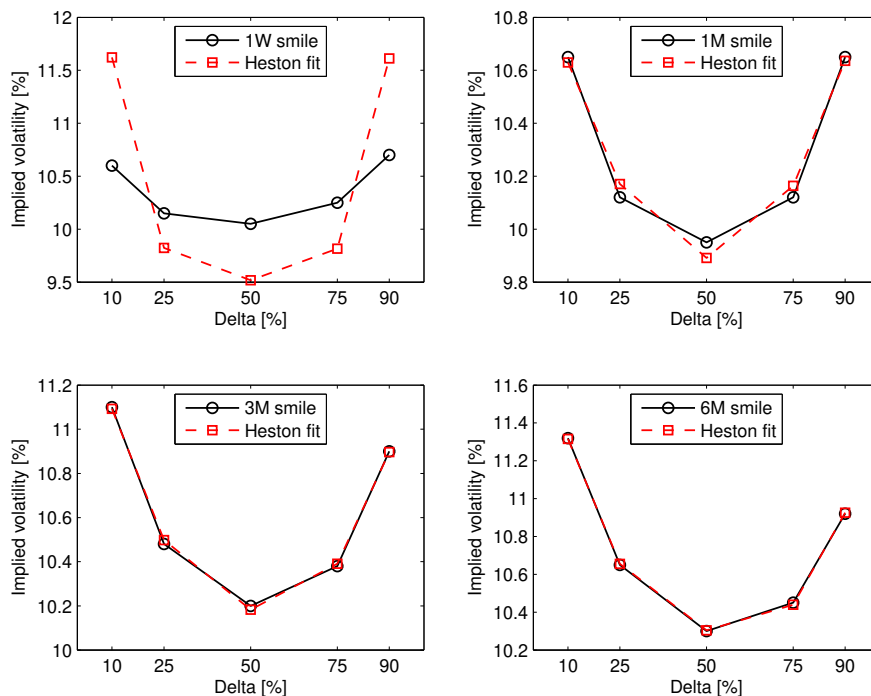 12
11.5
11
10.5
10
9.5
Implied volatility [%]
1W smile
Heston fit
10 25 50 75 90
Delta [%]
10.8
10.6
10.4
10.2
10
9.8
Implied volatility [%]
1M smile
Heston fit
10 25 50 75 90
Delta [%]
11.2
11
10.8
10.6
10.4
10.2
10
Implied volatility [%]
3M smile
Heston fit
10 25 50 75 90
Delta [%]
11.6
11.4
11.2
11
10.8
10.6
10.4
10.2
Implied volatility [%]
6M smile
Heston fit
10 25 50 75 90
Delta [%]